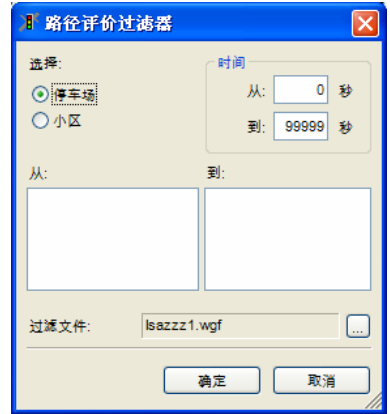 路径评价过滤器
选择:
时间
停车场
从: 0 秒
小区
到: 99999 秒
从: 到:
过滤文件: lsazzz1.wgf ...
确定 取消